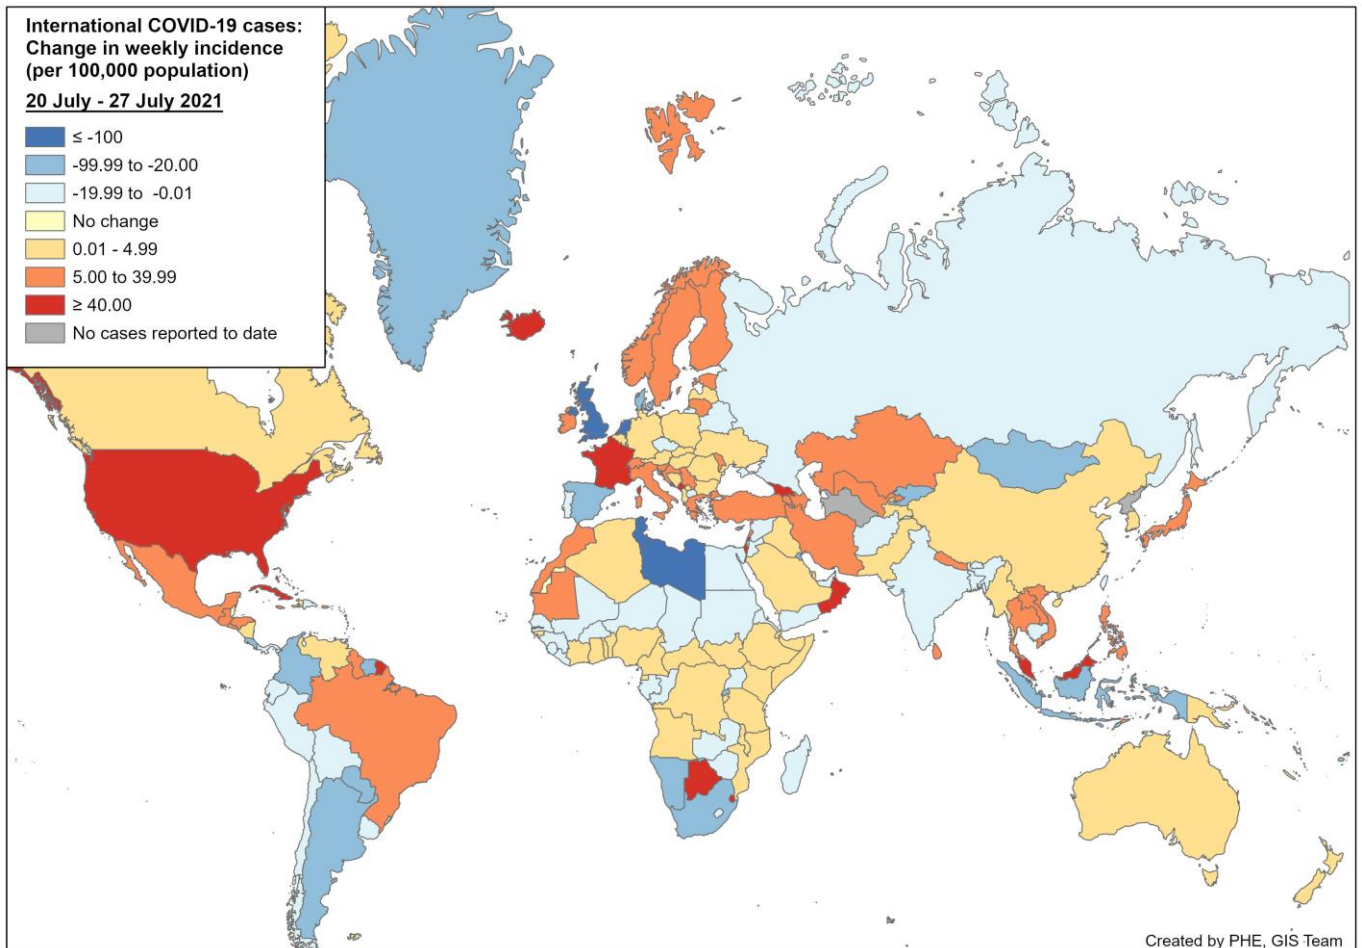 International COVID-19 cases:
Change in weekly incidence
(per 100,000 population)
20 July - 27 July 2021
≤ -100
-99.99 to -20.00
-19.99 to  -0.01
No change
0.01 - 4.99
5.00 to 39.99
≥ 40.00
No cases reported to date
Created by PHE, GIS Team